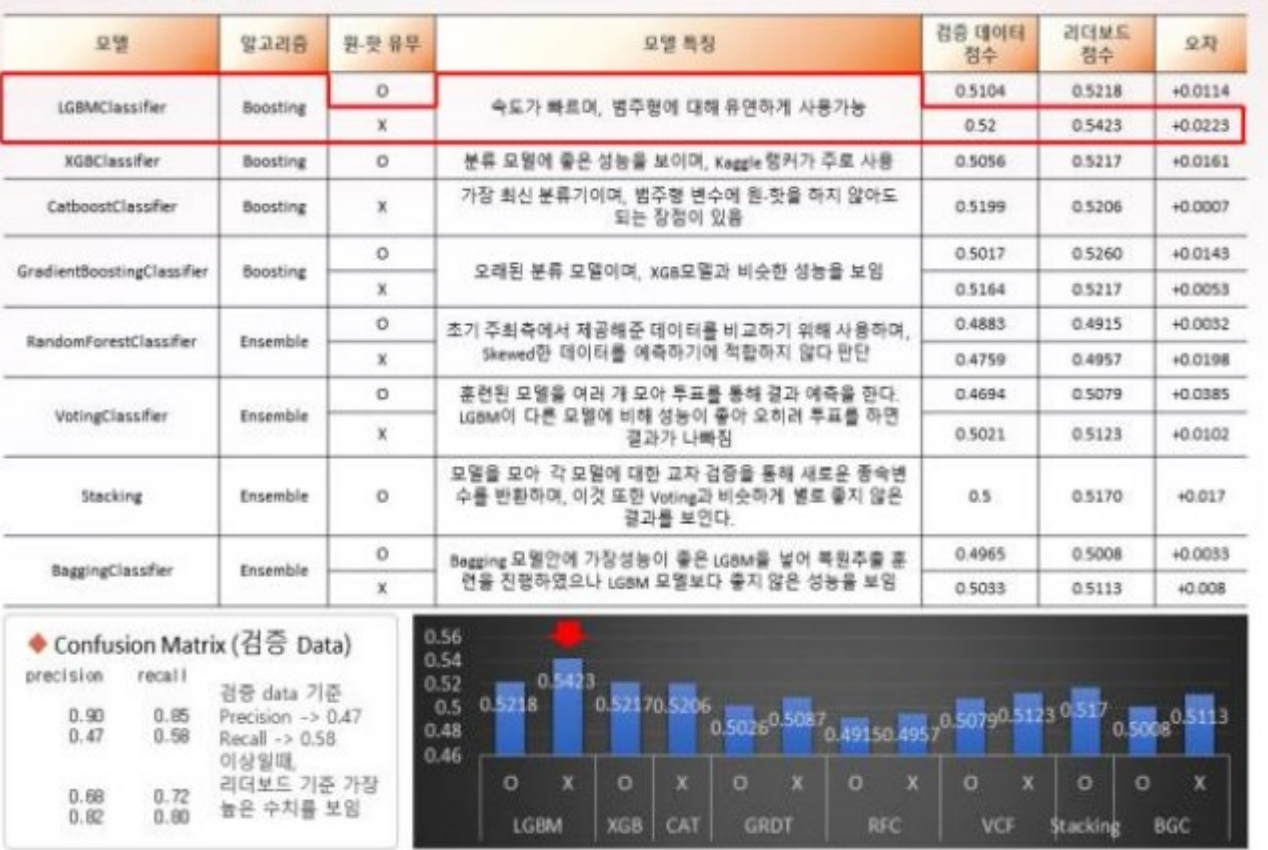 모델 알고리즘 원-핫 유무 모델 특징 검증 데이터 점수 리더보드 점수 오차
LGBMClassifier Boosting O 속도가 빠르며, 범주형에 대해 유연하게 사용가능 0.5104 0.5218 +0.0114
X 0.52 0.5423 +0.0223
XGBClassifier Boosting O 분류 모델에 좋은 성능을 보이며, Kaggle 랭커가 주로 사용 0.5056 0.5217 +0.0161
CatboostClassifier Boosting X 가장 최신 분류기이며, 범주형 변수에 원-핫을 하지 않아도
되는 장점이 있음 0.5199 0.5206 +0.0007
GradientBoostingClassifier Boosting O 오래된 분류 모델이며, XGB모델과 비슷한 성능을 보임 0.5017 0.5260 +0.0143
X 0.5164 0.5217 +0.0053
RandomForestClassifier Ensemble O 초기 주최측에서 제공해준 데이터를 비교하기 위해 사용하며, 0.4883 0.4915 +0.0032
X Skewed한 데이터를 예측하기에 적합하지 않다 판단 0.4759 0.4957 +0.0198
VotingClassifier Ensemble O 훈련된 모델을 여러 개 모아 투표를 통해 결과 예측을 한다. 0.4694 0.5079 +0.0385
LGBM이 다른 모델에 비해 성능이 좋아 오히려 투표를 하면
X 결과가 나빠짐 0.5021 0.5123 +0.0102
Stacking Ensemble O 모델을 모아 각 모델에 대한 교차 검증을 통해 새로운 종속변
수를 반환하며, 이것 또한 Voting과 비슷하게 별로 좋지 않은
결과를 보인다. 0.5 0.5170 +0.017
BaggingClassifier Ensemble O Bagging 모델안에 가장성능이 좋은 LGBM을 넣어 복원추출 훈 0.4965 0.5008 +0.0033
X 련을 진행하였으나 LGBM 모델보다 좋지 않은 성능을 보임 0.5033 0.5113 +0.008
Confusion Matrix (검증 Data)
precision recall
0.90 0.85
0.47 0.58
0.68 0.72
0.82 0.80
검증 data 기준
Precision -> 0.47
Recall -> 0.58
이상일때,
리더보드 기준 가장
높은 수치를 보임
0.56
0.54
0.52
0.5
0.48
0.46
0.5218 0.5423 0.5217 0.5206 0.5026 0.5087 0.4915 0.4957 0.5079 0.5123 0.517 0.5008 0.5113
O X O X O X O X O X O O X
LGBM XGB CAT GRDT RFC VCF Stacking BGC